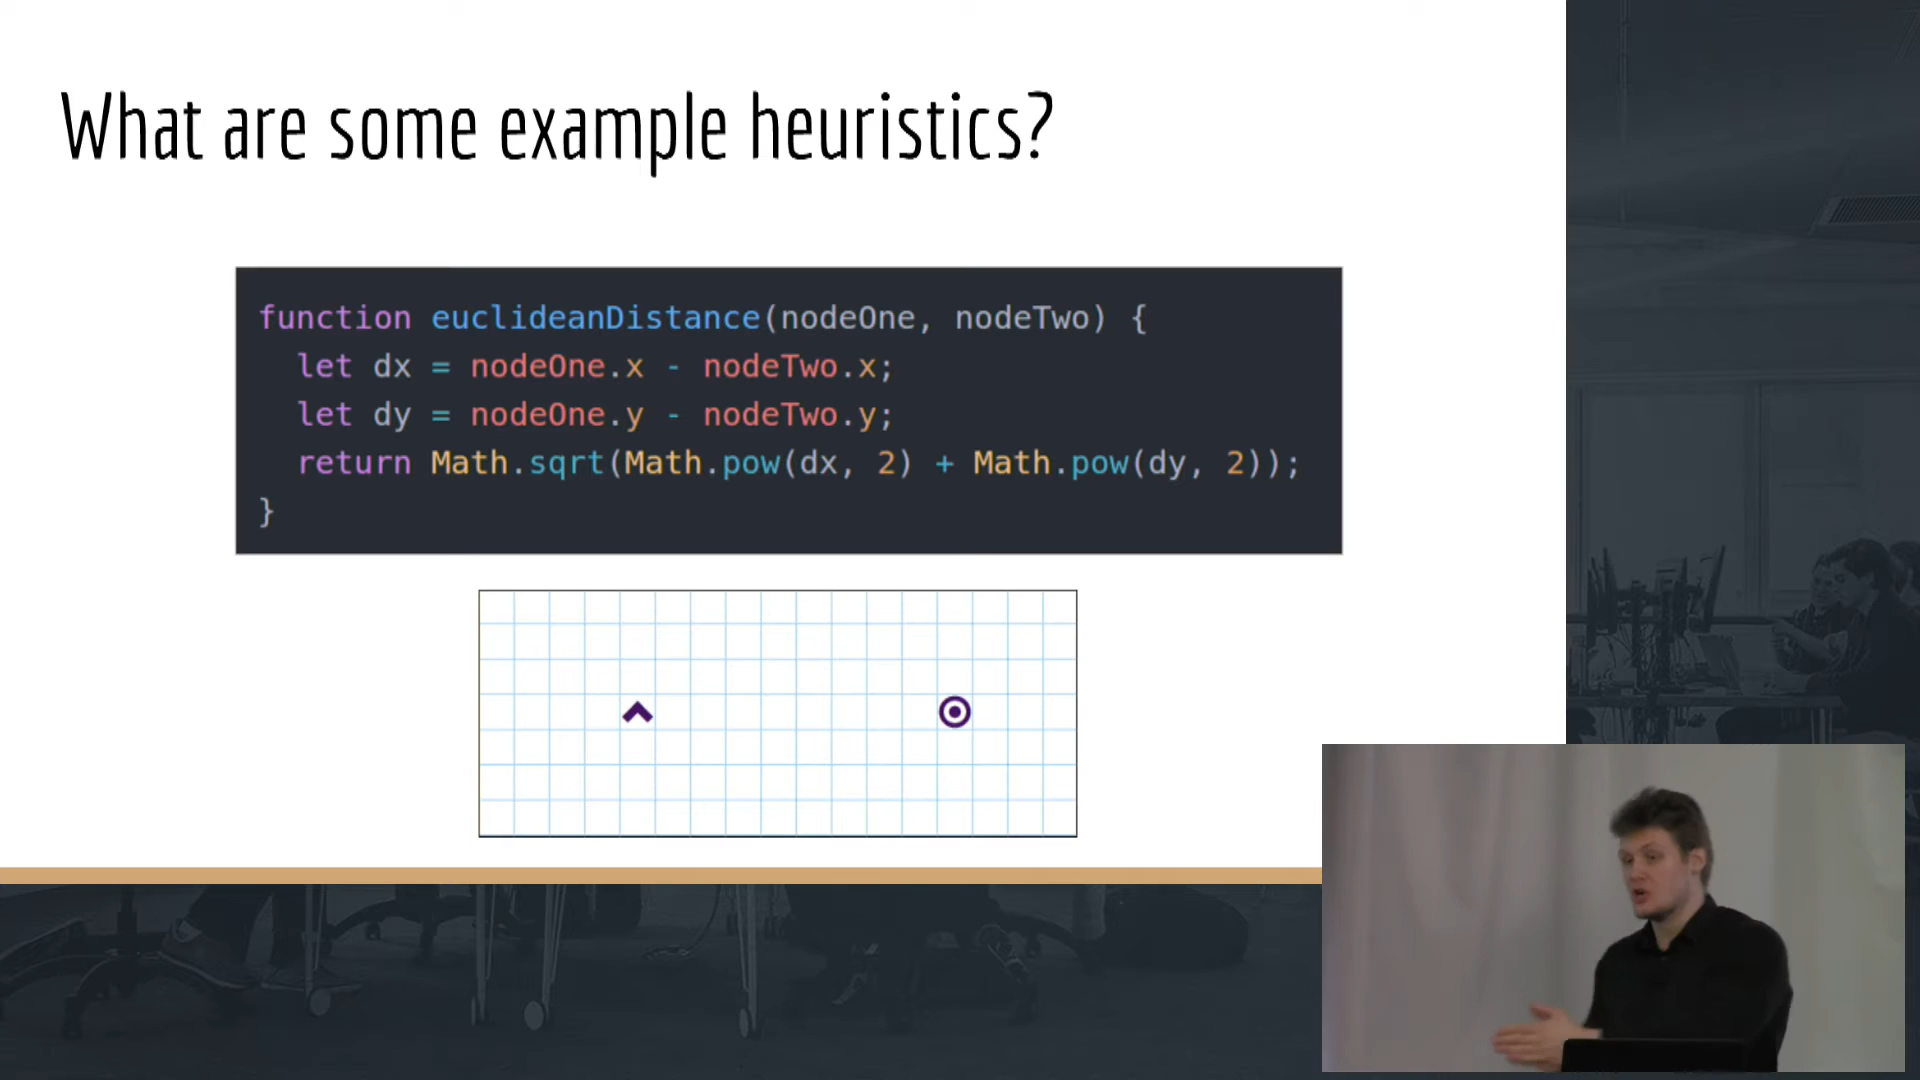 What are some example heuristics?
function euclideanDistance(nodeOne, nodeTwo) {
let dx = nodeOne.x - nodeTwo.x;
let dy = nodeOne.y - nodeTwo.y;
return Math.sqrt(Math.pow(dx, 2) + Math.pow(dy, 2));
}